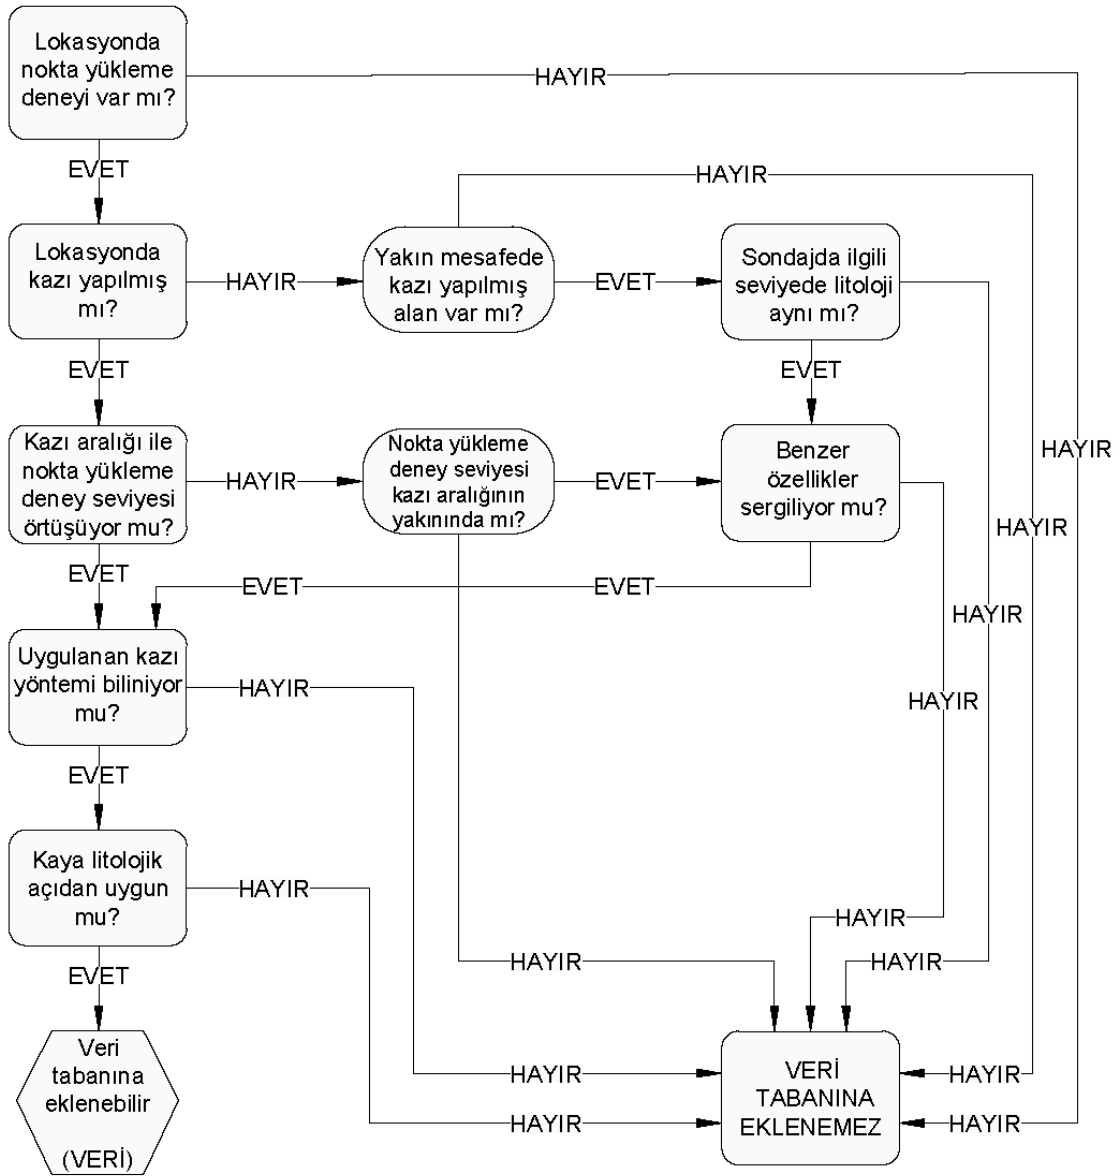 Lokasyonda
nokta yükleme
deneyi var mı?
HAYIR
EVET
HAYIR
Lokasyonda
kazı yapılmış
mı?
HAYIR
Yakın mesafede
kazı yapılmış
alan var mı?
EVET
Sondajda ilgili
seviyede litoloji
aynı mı?
EVET
EVET
HAYIR
Kazı aralığı ile
nokta yükleme
deney seviyesi
örtüşüyor mu?
HAYIR
Nokta yükleme
deney seviyesi
kazı aralığının
yakınında mı?
EVET
Benzer
özellikler
sergiliyor mu?
HAYIR
EVET
EVET
EVET
HAYIR
Uygulanan kazı
yöntemi biliniyor
mu?
HAYIR
HAYIR
EVET
Kaya litolojik
açıdan uygun
mu?
HAYIR
HAYIR
EVET
HAYIR
HAYIR
Veri
tabanına
eklenebilir
(VERİ)
HAYIR
HAYIR
VERİ
TABANINA
EKLENEMEZ
HAYIR
HAYIR